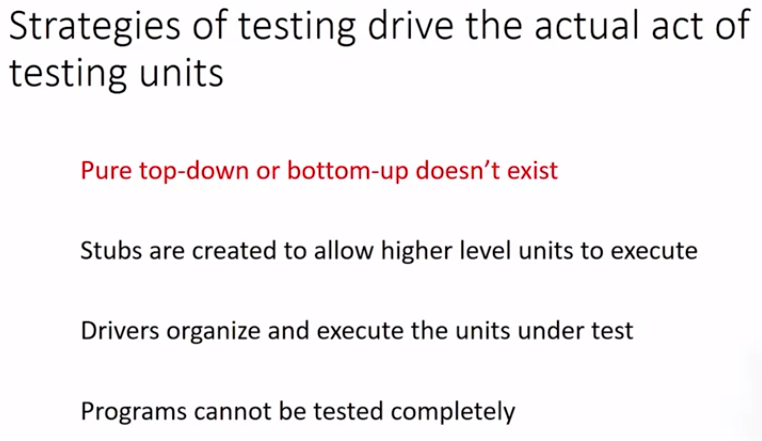 Strategies of testing drive the actual act of
testing units
Pure top-down or bottom-up doesn’t exist
Stubs are created to allow higher level units to execute
Drivers organize and execute the units under test
Programs cannot be tested completely